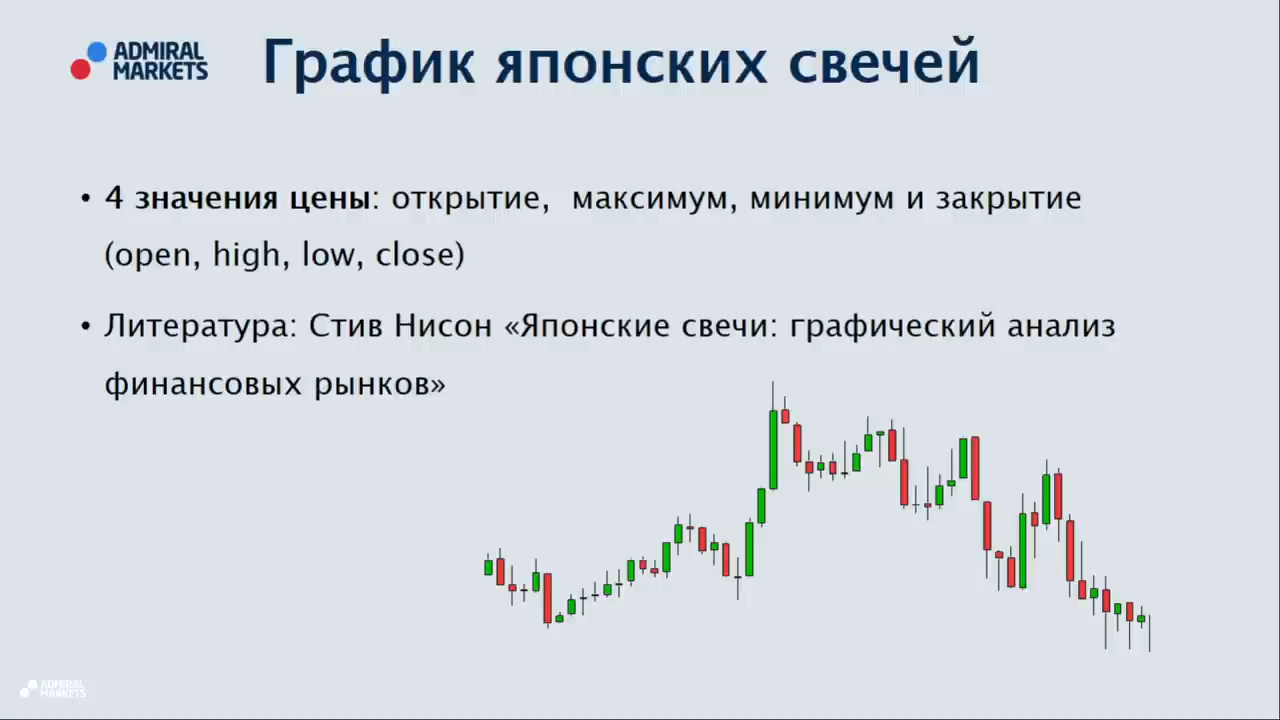 ADMIRAL
MARKETS
График японских свечей
• 4 значения цены: открытие, максимум, минимум и закрытие
(open, high, low, close)
• Литература: Стив Нисон «Японские свечи: графический анализ
финансовых рынков»
ADMIRAL
MARKETS